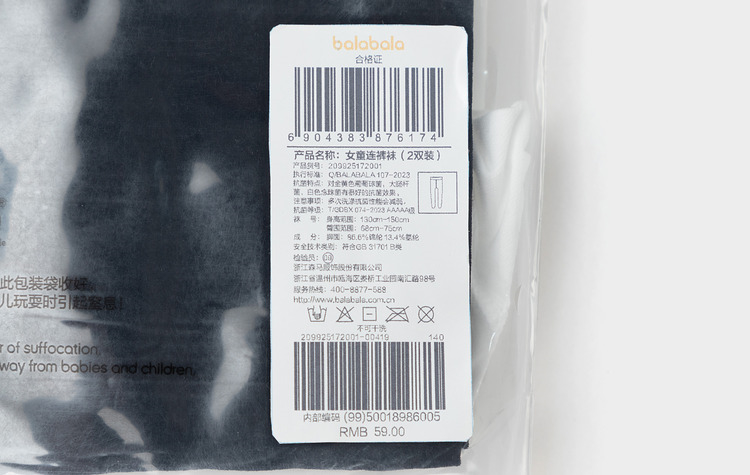 balabala
合格证
6 904383 876174
产品名称：女童连裤袜（2双装）
产品货号：209925172001
执行标准：Q/BALABALA 107-2023
抗菌特点：对金黄色葡萄球菌、大肠杆
菌、白色念珠菌有很好的抗菌效果。
注意事项：多次洗涤抗菌性能会减弱。
抗菌等级：T/JDBX 074-2023 AAAAA级
袜 号：身高范围：130cm-150cm
臀围范围：68cm-75cm
成 分：脚面：86.6%锦纶 13.4%氨纶
安全技术类别：符合GB 31701 B类
检验员：
浙江森马服饰股份有限公司
浙江省温州市瓯海区娄桥工业园南汇路98号
服务热线：400-8877-588
http://www.balabala.com.cn
不可干洗
209925172001-00419 140
内部编码 (99)50018986005
RMB 59.00
此包装袋收好
儿玩耍时引起窒息！
r of suffocation,
way from babies and children.